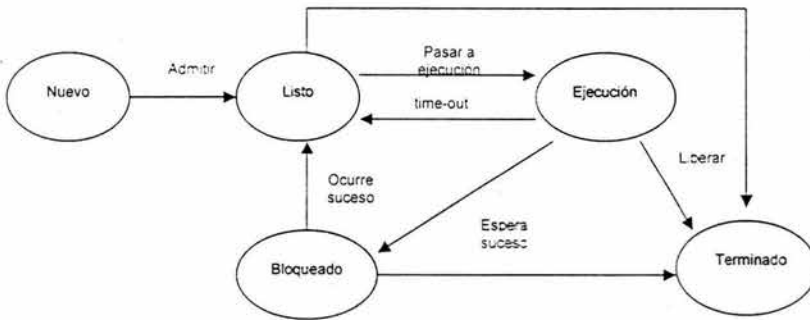 Pasar a
ejecución
Admitir
Nuevo
Listo
Ejecución
time-out
Liberar
Ocurre
suceso
Espera
suceso
Bloqueado
Terminado